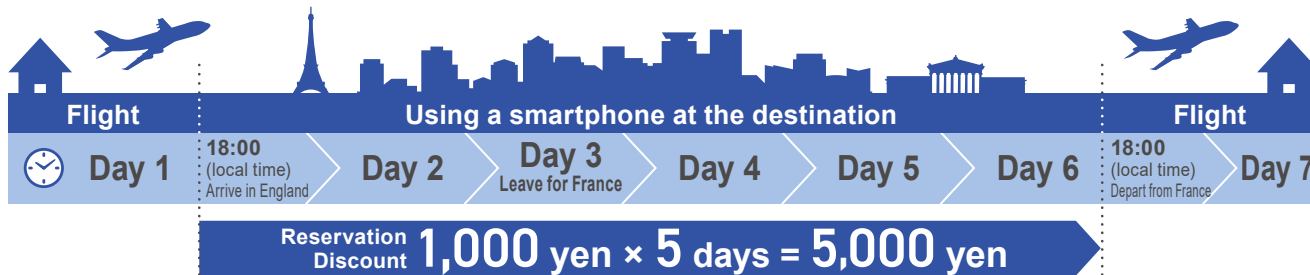 Flight
Using a smartphone at the destination
Flight
Day 1
18:00
(local time)
Arrive in England
Day 2
Day 3
Leave for France
Day 4
Day 5
Day 6
18:00
(local time)
Depart from France
Day 7
Reservation
Discount
1,000 yen × 5 days = 5,000 yen